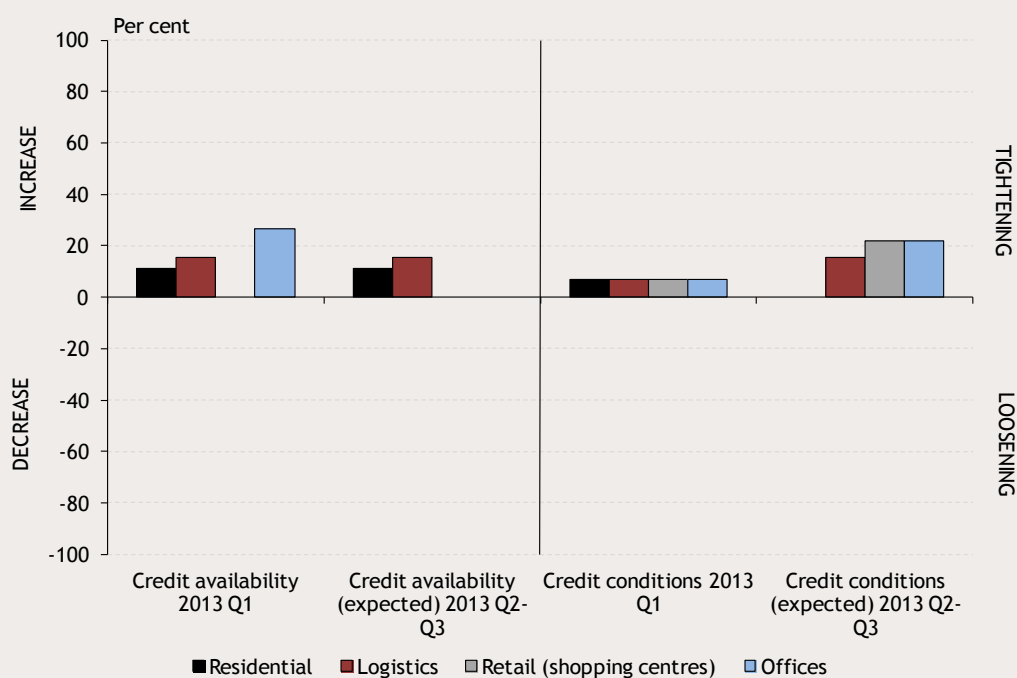 Per cent
100
80
60
40
20
0
-20
-40
-60
-80
-100
INCREASE
DECREASE
TIGHTENING
LOOSENING
Credit availability
2013 Q1
Credit availability
(expected) 2013 Q2-
Q3
Credit conditions 2013
Q1
Credit conditions
(expected) 2013 Q2-
Q3
Residential Logistics Retail (shopping centres) Offices